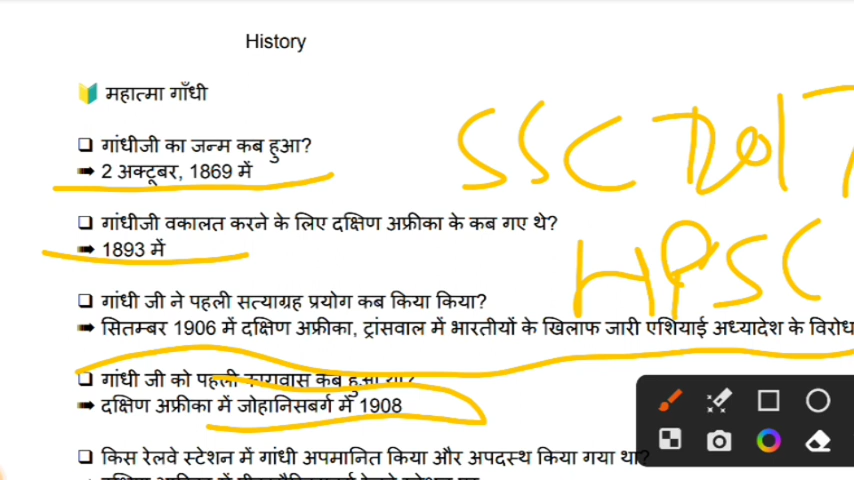 History
महात्मा गाँधी
❑ गांधीजी का जन्म कब हुआ?
➠ 2 अक्टूबर, 1869 में
❑ गांधीजी वकालत करने के लिए दक्षिण अफ्रीका के कब गए थे?
➠ 1893 में
❑ गांधी जी ने पहली सत्याग्रह प्रयोग कब किया किया?
➠ सितम्बर 1906 में दक्षिण अफ्रीका, ट्रांसवाल में भारतीयों के खिलाफ जारी एशियाई अध्यादेश के विरोध
❑ गांधी जी को पहली कारावास कब हुआ था?
➠ दक्षिण अफ्रीका में जोहानिसबर्ग में 1908
❑ किस रेलवे स्टेशन में गांधी अपमानित किया और अपदस्थ किया गया था?
SSC 2017
HPSC